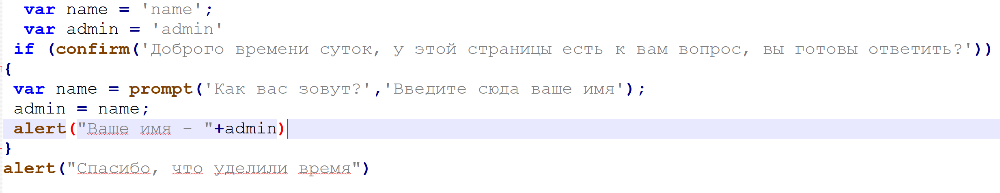 var name = 'name';
var admin = 'admin'
if (confirm('Доброго времени суток, у этой страницы есть к вам вопрос, вы готовы ответить?'))
{
var name = prompt('Как вас зовут?','Введите сюда ваше имя');
admin = name;
alert("Ваше имя - "+admin)
}
alert("Спасибо, что уделили время")